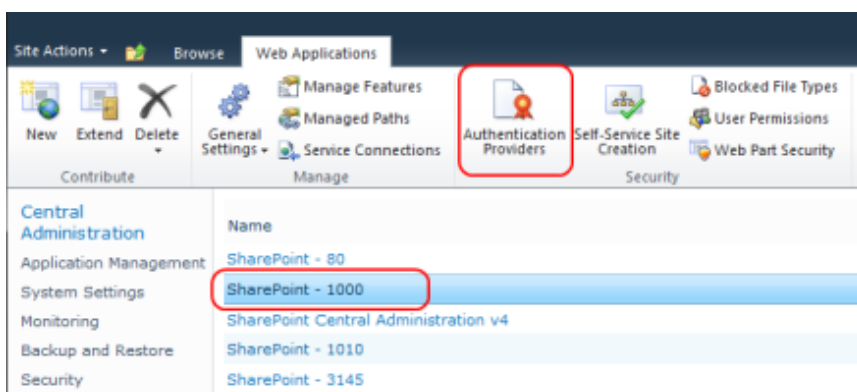 Site Actions Browse Web Applications
New Extend Delete
Contribute
General Settings
Manage Features
Managed Paths
Service Connections
Manage
Authentication Providers
Self-Service Site Creation
Blocked File Types
User Permissions
Web Part Security
Security
Central
Administration
Application Management
System Settings
Monitoring
Backup and Restore
Security
Name
SharePoint - 80
SharePoint - 1000
SharePoint Central Administration v4
SharePoint - 1010
SharePoint - 3145